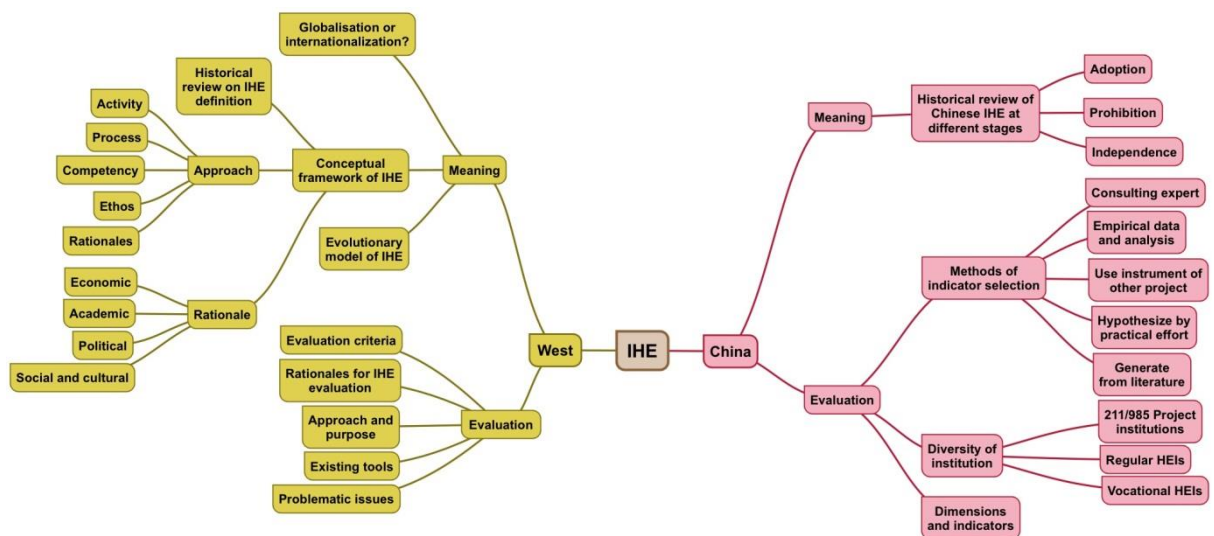 Globalisation or
internationalization?
Historical
review on IHE
definition
Activity
Process
Competency
Ethos
Rationales
Approach
Conceptual
framework of IHE
Meaning
Evolutionary
model of IHE
Economic
Academic
Political
Social and cultural
Rationale
West
Evaluation criteria
Rationales for IHE
evaluation
Approach and
purpose
Existing tools
Problematic issues
Evaluation
IHE
China
Meaning
Historical review of
Chinese IHE at
different stages
Adoption
Prohibition
Independence
Evaluation
Methods of
indicator selection
Consulting expert
Empirical data
and analysis
Use instrument of
other project
Hypothesize by
practical effort
Generate
from literature
Diversity of
institution
211/985 Project
institutions
Regular HEIs
Vocational HEIs
Dimensions
and indicators